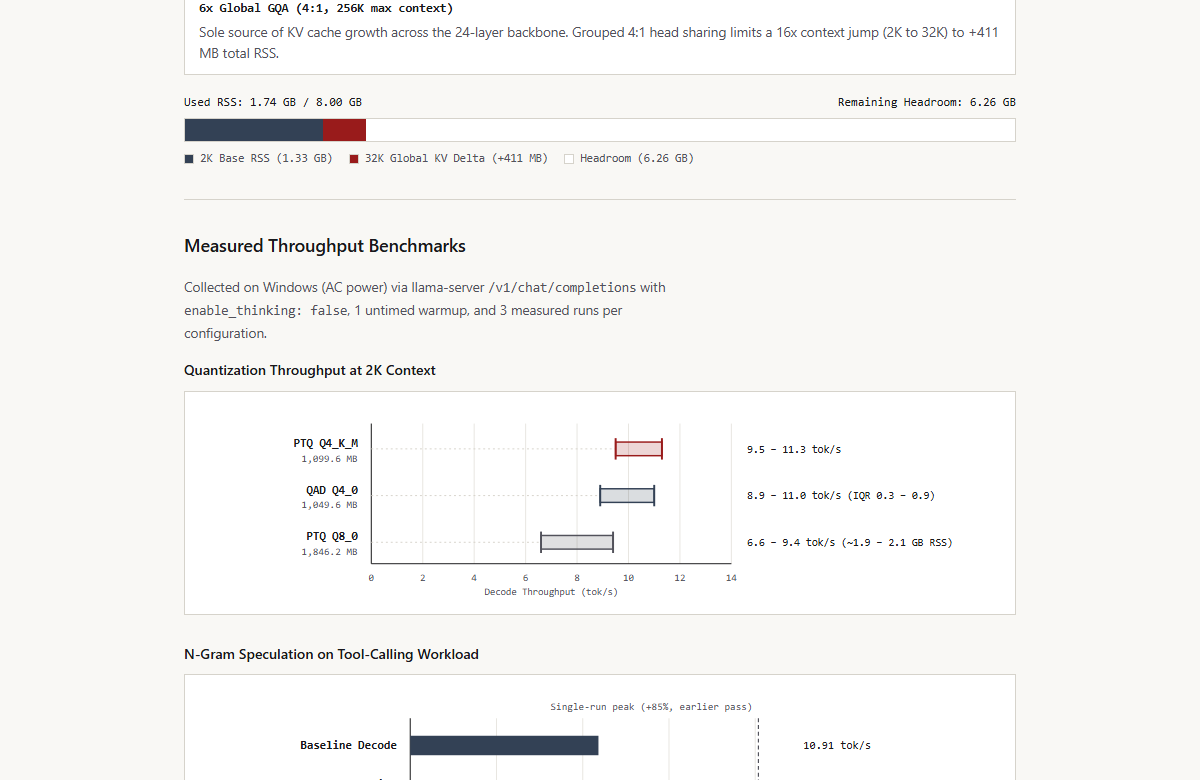 6x Global GQA (4:1, 256K max context)
Sole source of KV cache growth across the 24-layer backbone. Grouped 4:1 head sharing limits a 16x context jump (2K to 32K) to +411
MB total RSS.
Used RSS: 1.74 GB / 8.00 GB
Remaining Headroom: 6.26 GB
2K Base RSS (1.33 GB)
32K Global KV Delta (+411 MB)
Headroom (6.26 GB)
Measured Throughput Benchmarks
Collected on Windows (AC power) via llama-server /v1/chat/completions with
enable_thinking: false, 1 untimed warmup, and 3 measured runs per
configuration.
Quantization Throughput at 2K Context
PTQ Q4_K_M
1,099.6 MB
9.5 – 11.3 tok/s
QAD Q4_0
1,049.6 MB
8.9 – 11.0 tok/s (IQR 0.3 – 0.9)
PTQ Q8_0
1,846.2 MB
6.6 – 9.4 tok/s (~1.9 – 2.1 GB RSS)
0 2 4 6 8 10 12 14
Decode Throughput (tok/s)
N-Gram Speculation on Tool-Calling Workload
Single-run peak (+85%, earlier pass)
Baseline Decode
10.91 tok/s